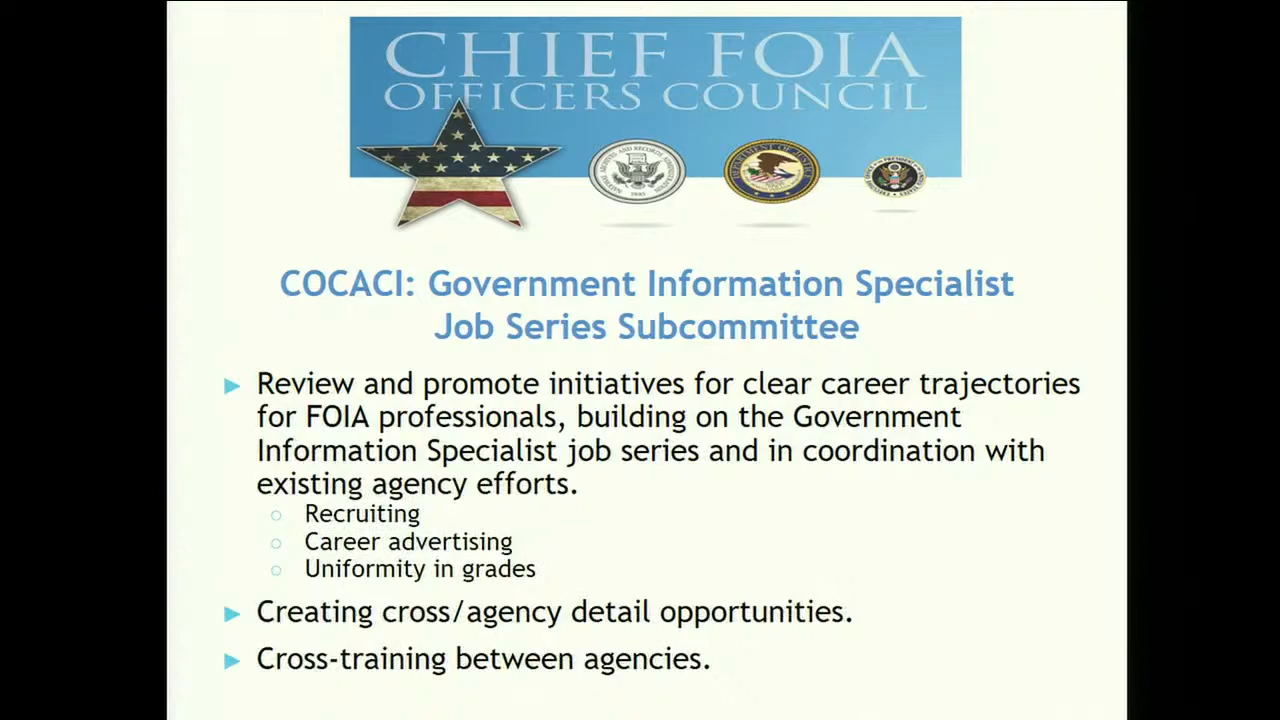 CHIEF FOIA
OFFICERS COUNCIL
COCACI: Government Information Specialist
Job Series Subcommittee
Review and promote initiatives for clear career trajectories
for FOIA professionals, building on the Government
Information Specialist job series and in coordination with
existing agency efforts.
Recruiting
Career advertising
Uniformity in grades
Creating cross/agency detail opportunities.
Cross-training between agencies.